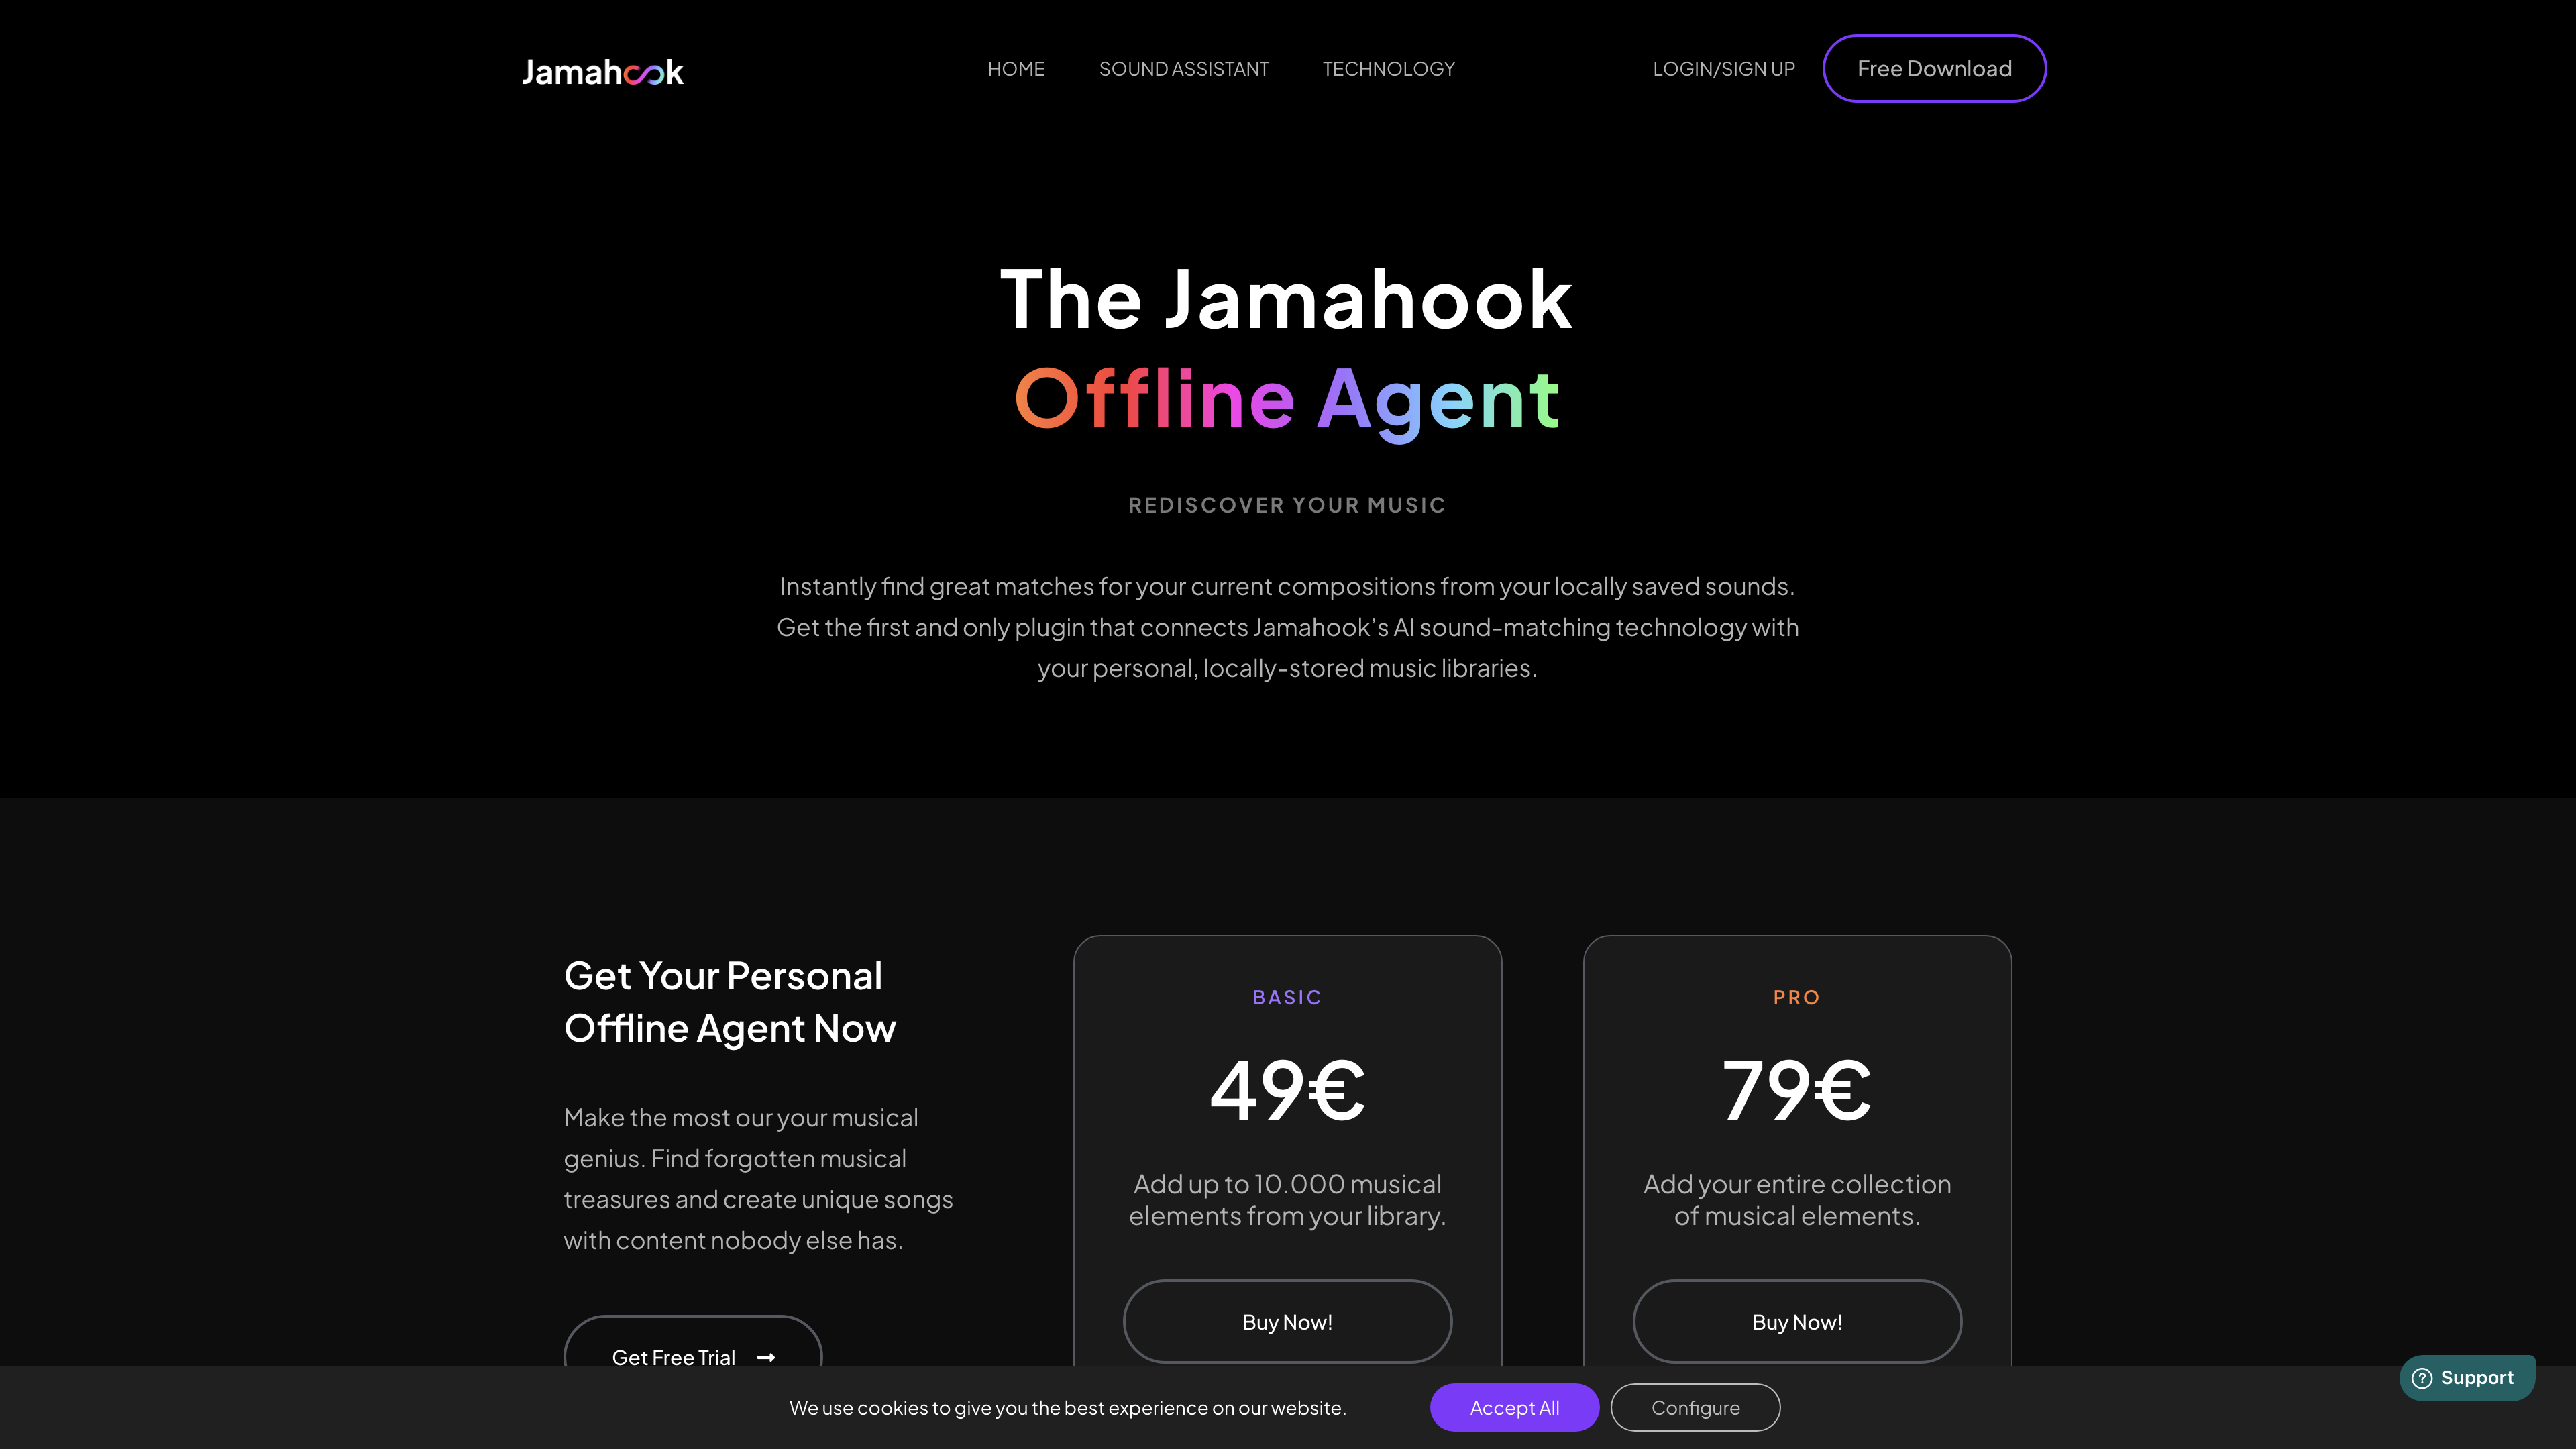 Jamahook
HOME
SOUND ASSISTANT
TECHNOLOGY
LOGIN/SIGN UP
Free Download
The Jamahook
Offline Agent
REDISCOVER YOUR MUSIC
Instantly find great matches for your current compositions from your locally saved sounds.
Get the first and only plugin that connects Jamahook’s AI sound-matching technology with
your personal, locally-stored music libraries.
Get Your Personal
Offline Agent Now
Make the most our your musical
genius. Find forgotten musical
treasures and create unique songs
with content nobody else has.
Get Free Trial
BASIC
49€
Add up to 10.000 musical
elements from your library.
Buy Now!
PRO
79€
Add your entire collection
of musical elements.
Buy Now!
We use cookies to give you the best experience on our website.
Accept All
Configure
Support